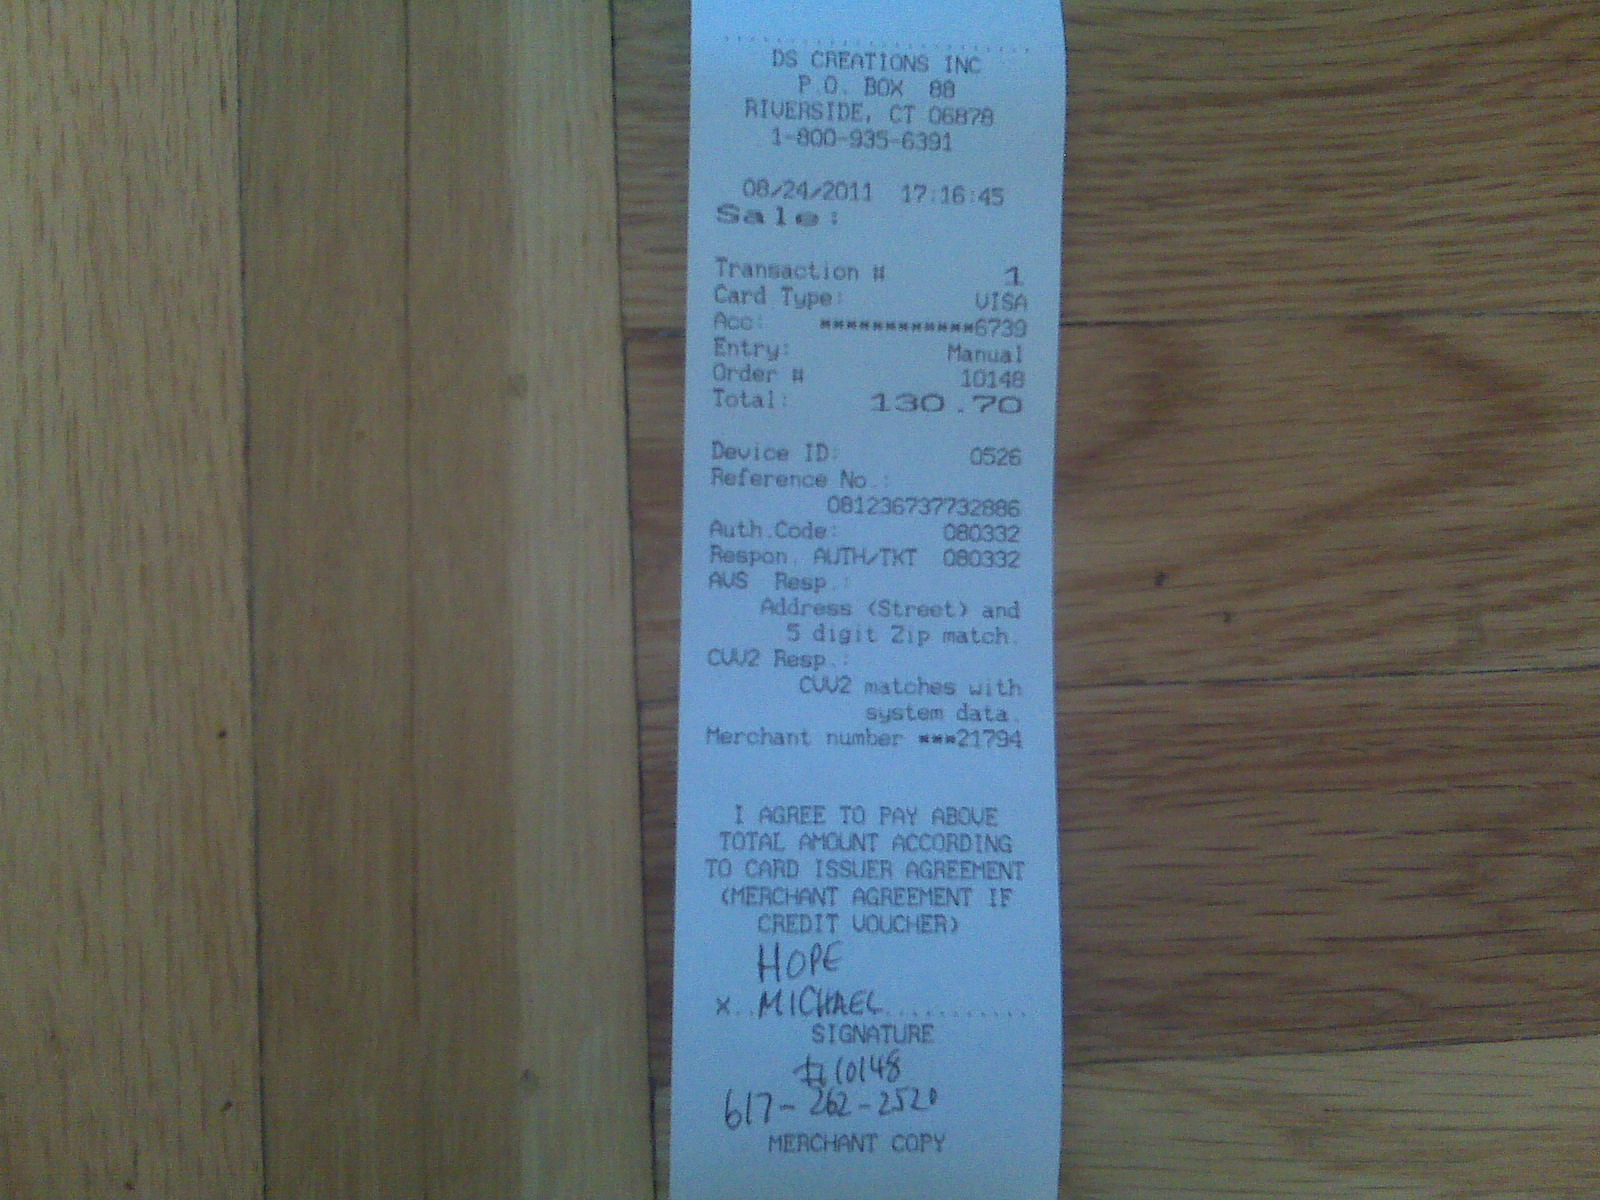 DS CREATIONS INC
P.O. BOX 88
RIVERSIDE, CT 06878
1-800-935-6391
08/24/2011 17:16:45
Sale:
Transaction # 1
Card Type: VISA
Acc: ************6739
Entry: Manual
Order # 10148
Total: 130.70
Device ID: 0526
Reference No.:
081236737732886
Auth.Code: 080332
Respon. AUTH/TKT 080332
AVS Resp.:
Address (Street) and
5 digit Zip match.
CVV2 Resp.:
CVV2 matches with
system data.
Merchant number ***21794
I AGREE TO PAY ABOVE
TOTAL AMOUNT ACCORDING
TO CARD ISSUER AGREEMENT
(MERCHANT AGREEMENT IF
CREDIT VOUCHER)
HOPE
x..MICHAEL............
SIGNATURE
#10148
617-262-2520
MERCHANT COPY